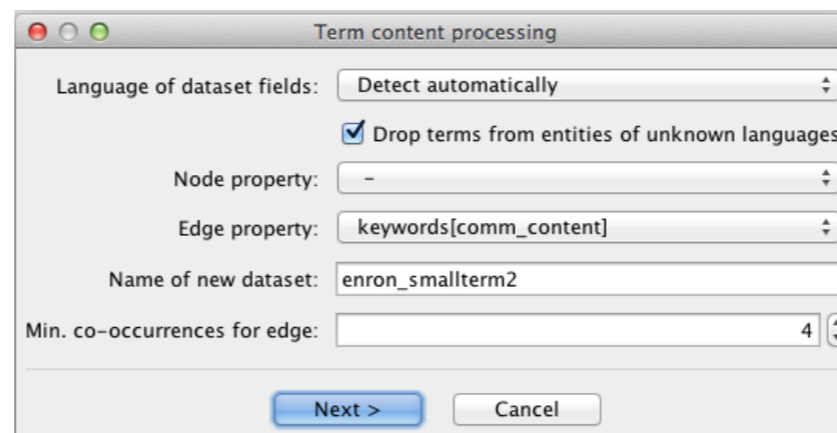 Term content processing
Language of dataset fields: Detect automatically
Drop terms from entities of unknown languages
Node property: -
Edge property: keywords[comm_content]
Name of new dataset: enron_smallterm2
Min. co-occurrences for edge: 4
Next > Cancel